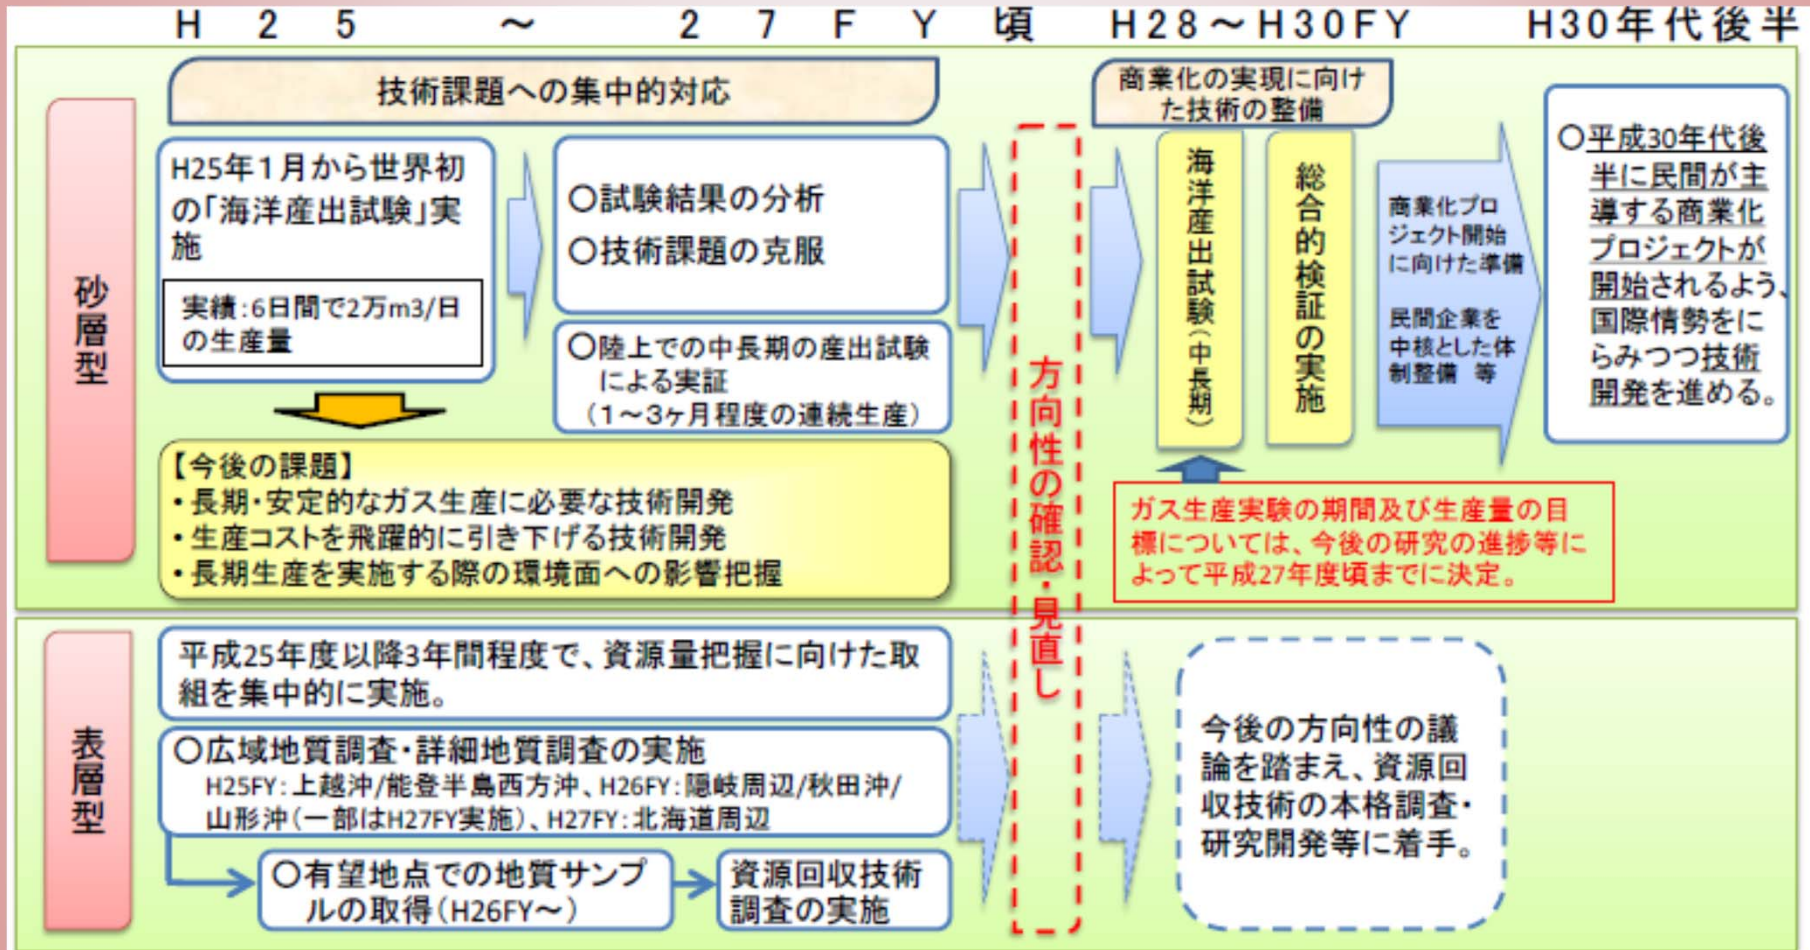 H25～27FY頃
H28～H30FY
H30年代後半
砂層型
技術課題への集中的対応
H25年1月から世界初
の「海洋産出試験」実
施
実績:6日間で2万m3/日
の生産量
○試験結果の分析
○技術課題の克服
○陸上での中長期の産出試験
による実証
(1～3ヶ月程度の連続生産)
【今後の課題】
・長期・安定的なガス生産に必要な技術開発
・生産コストを飛躍的に引き下げる技術開発
・長期生産を実施する際の環境面への影響把握
方向性の確認・見直し
商業化の実現に向け
た技術の整備
海洋産出試験(中長期)
総合的検証の実施
商業化プロ
ジェクト開始
に向けた準備
民間企業を
中核とした体
制整備 等
○平成30年代後
半に民間が主
導する商業化
プロジェクトが
開始されるよう、
国際情勢をに
らみつつ技術
開発を進める。
ガス生産実験の期間及び生産量の目
標については、今後の研究の進捗等に
よって平成27年度頃までに決定。
表層型
平成25年度以降3年間程度で、資源量把握に向けた取
組を集中的に実施。
○広域地質調査・詳細地質調査の実施
H25FY:上越沖/能登半島西方沖、H26FY:隠岐周辺/秋田沖/
山形沖(一部はH27FY実施)、H27FY:北海道周辺
○有望地点での地質サンプ
ルの取得(H26FY～)
資源回収技術
調査の実施
今後の方向性の議
論を踏まえ、資源回
収技術の本格調査・
研究開発等に着手。